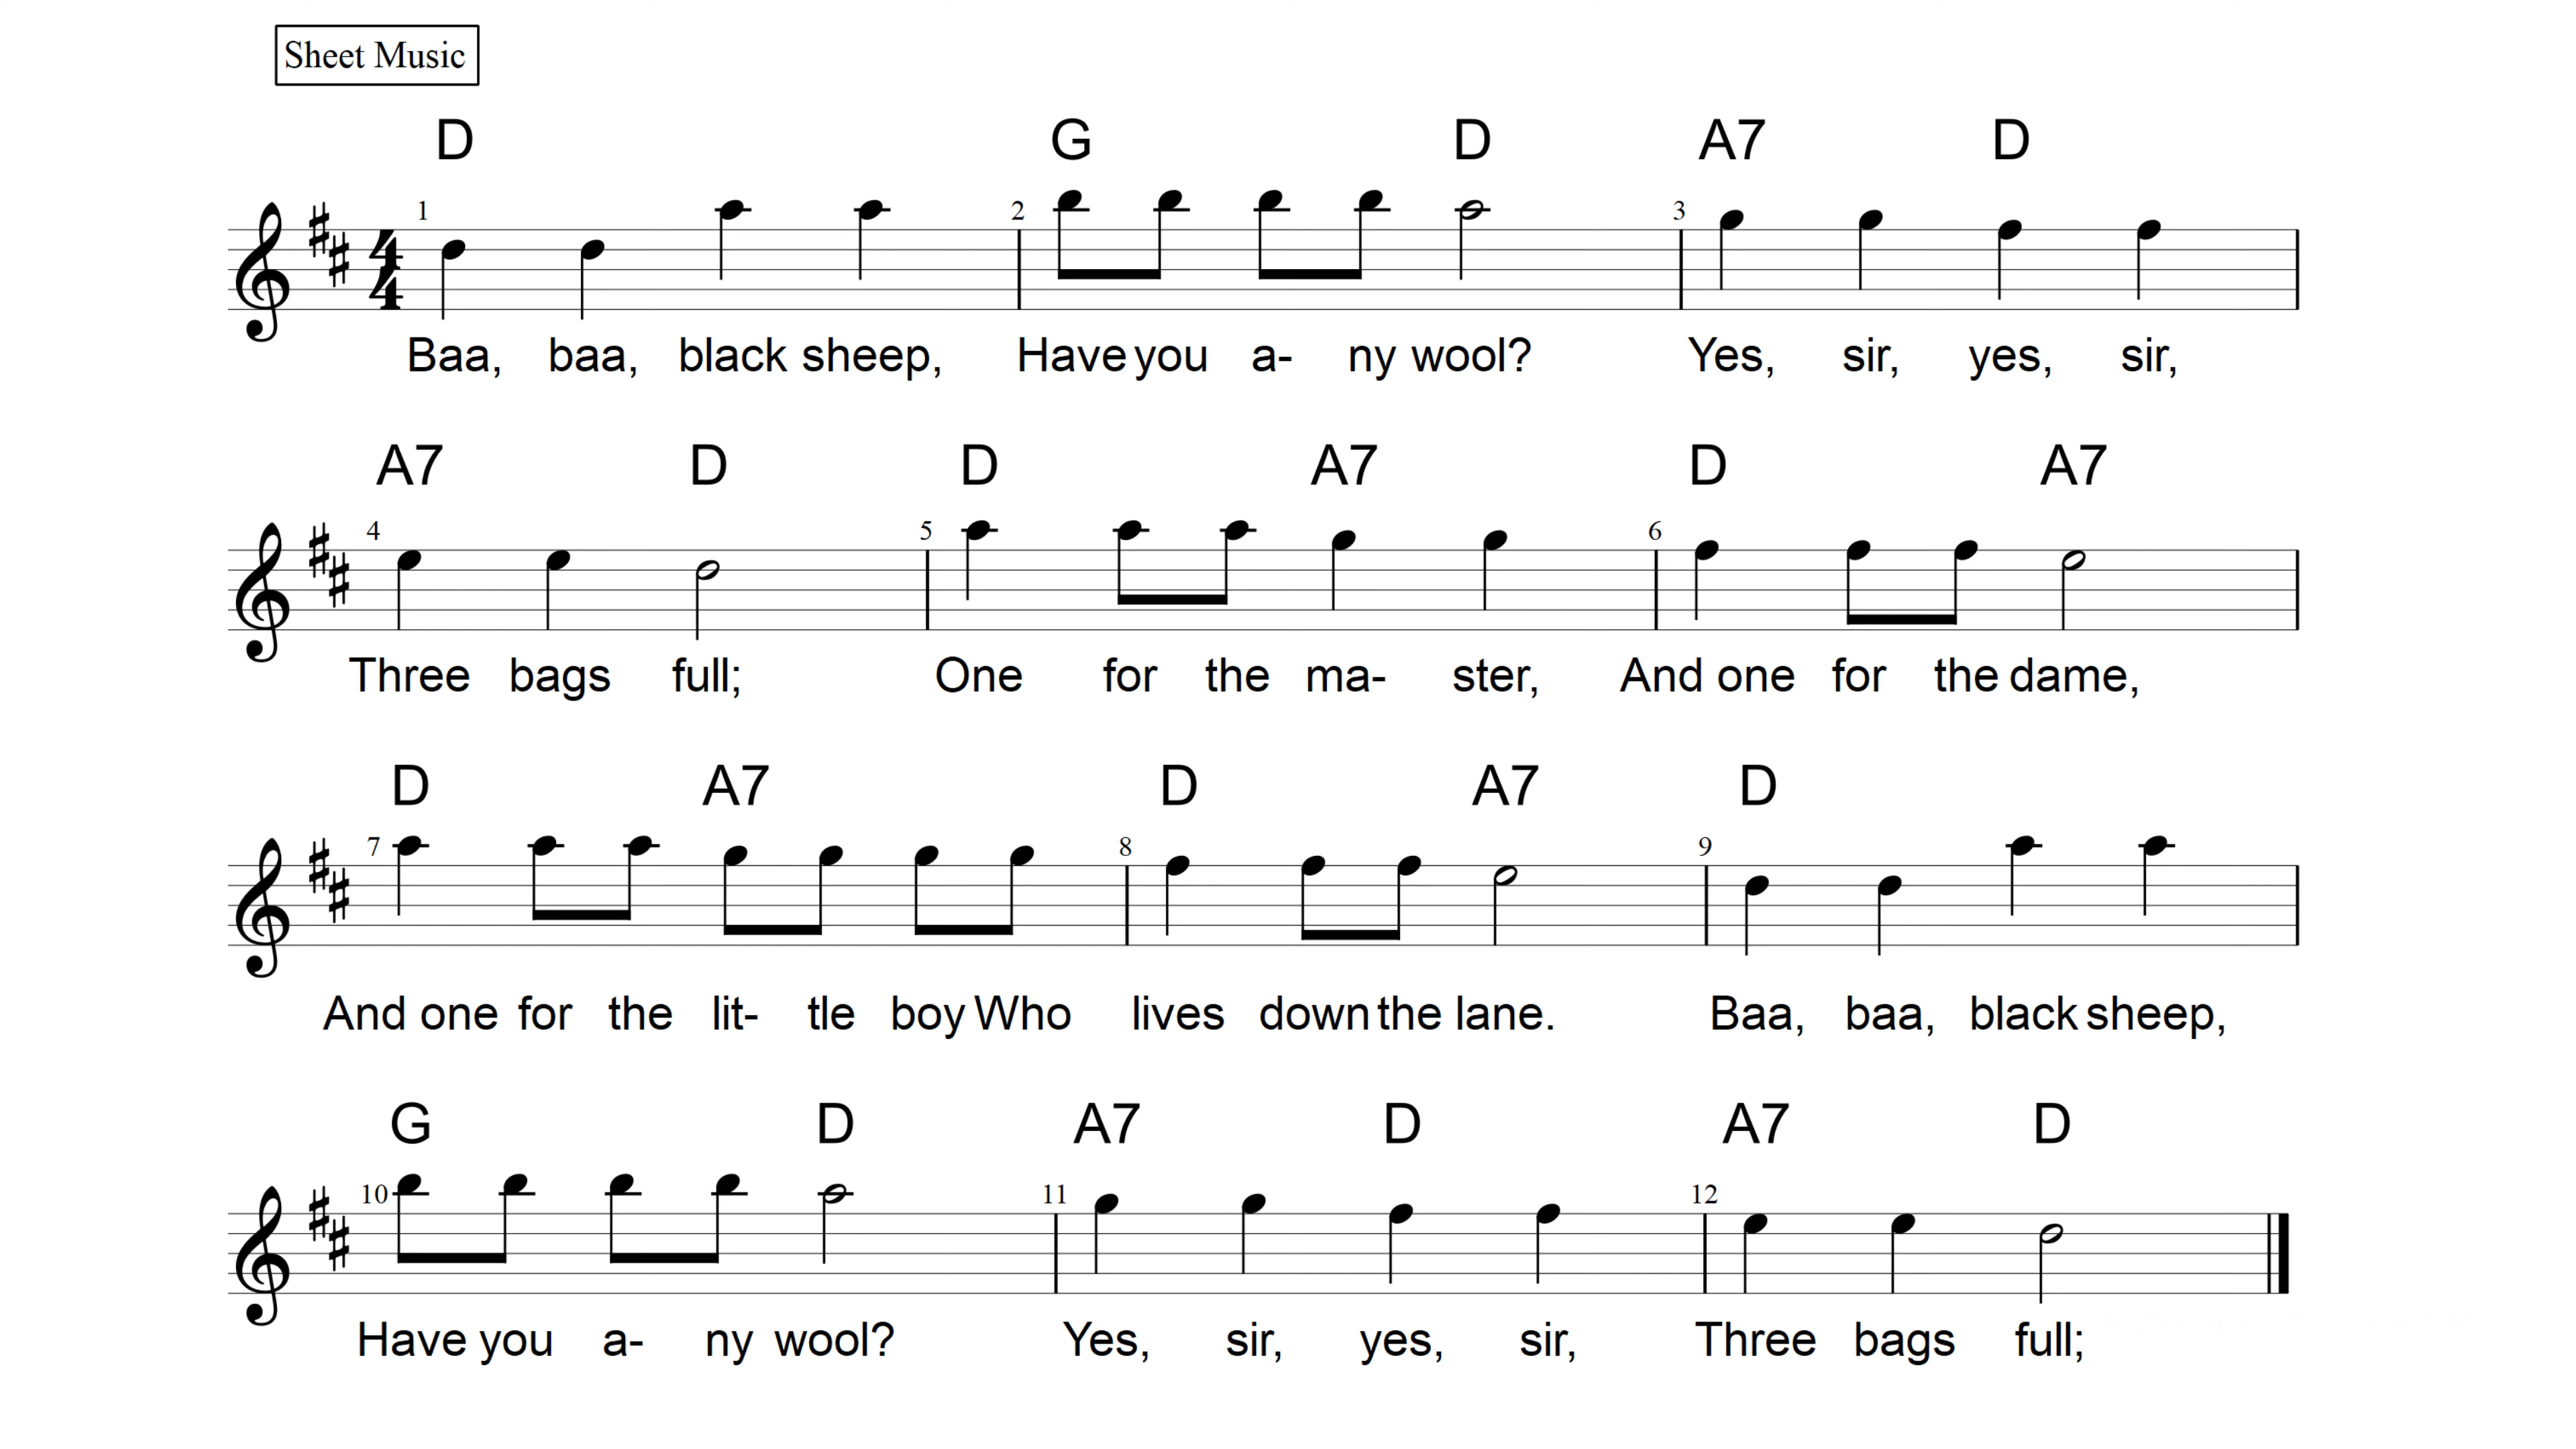 Sheet Music
D G D A7 D
1 2 3
4
4
Baa, baa, black sheep, Have you a- ny wool? Yes, sir, yes, sir,
A7 D D A7 D A7
4 5 6
Three bags full; One for the ma- ster, And one for the dame,
D A7 D A7 D
7 8 9
And one for the lit- tle boy Who lives down the lane. Baa, baa, black sheep,
G D A7 D A7 D
10 11 12
Have you a- ny wool? Yes, sir, yes, sir, Three bags full;